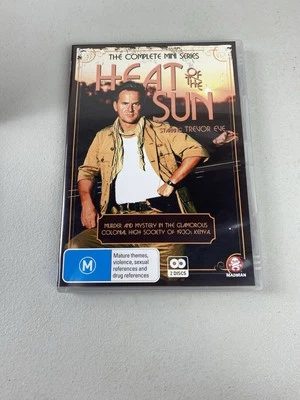 THE COMPLETE MINI SERIES
HEAT OF THE
SUN
STARRING TREVOR EVE
MURDER AND MYSTERY IN THE GLAMOROUS
COLONIAL HIGH SOCIETY OF 1930s KENYA
M
Mature themes,
violence, sexual
references and
drug references
2 DISCS
MADMAN